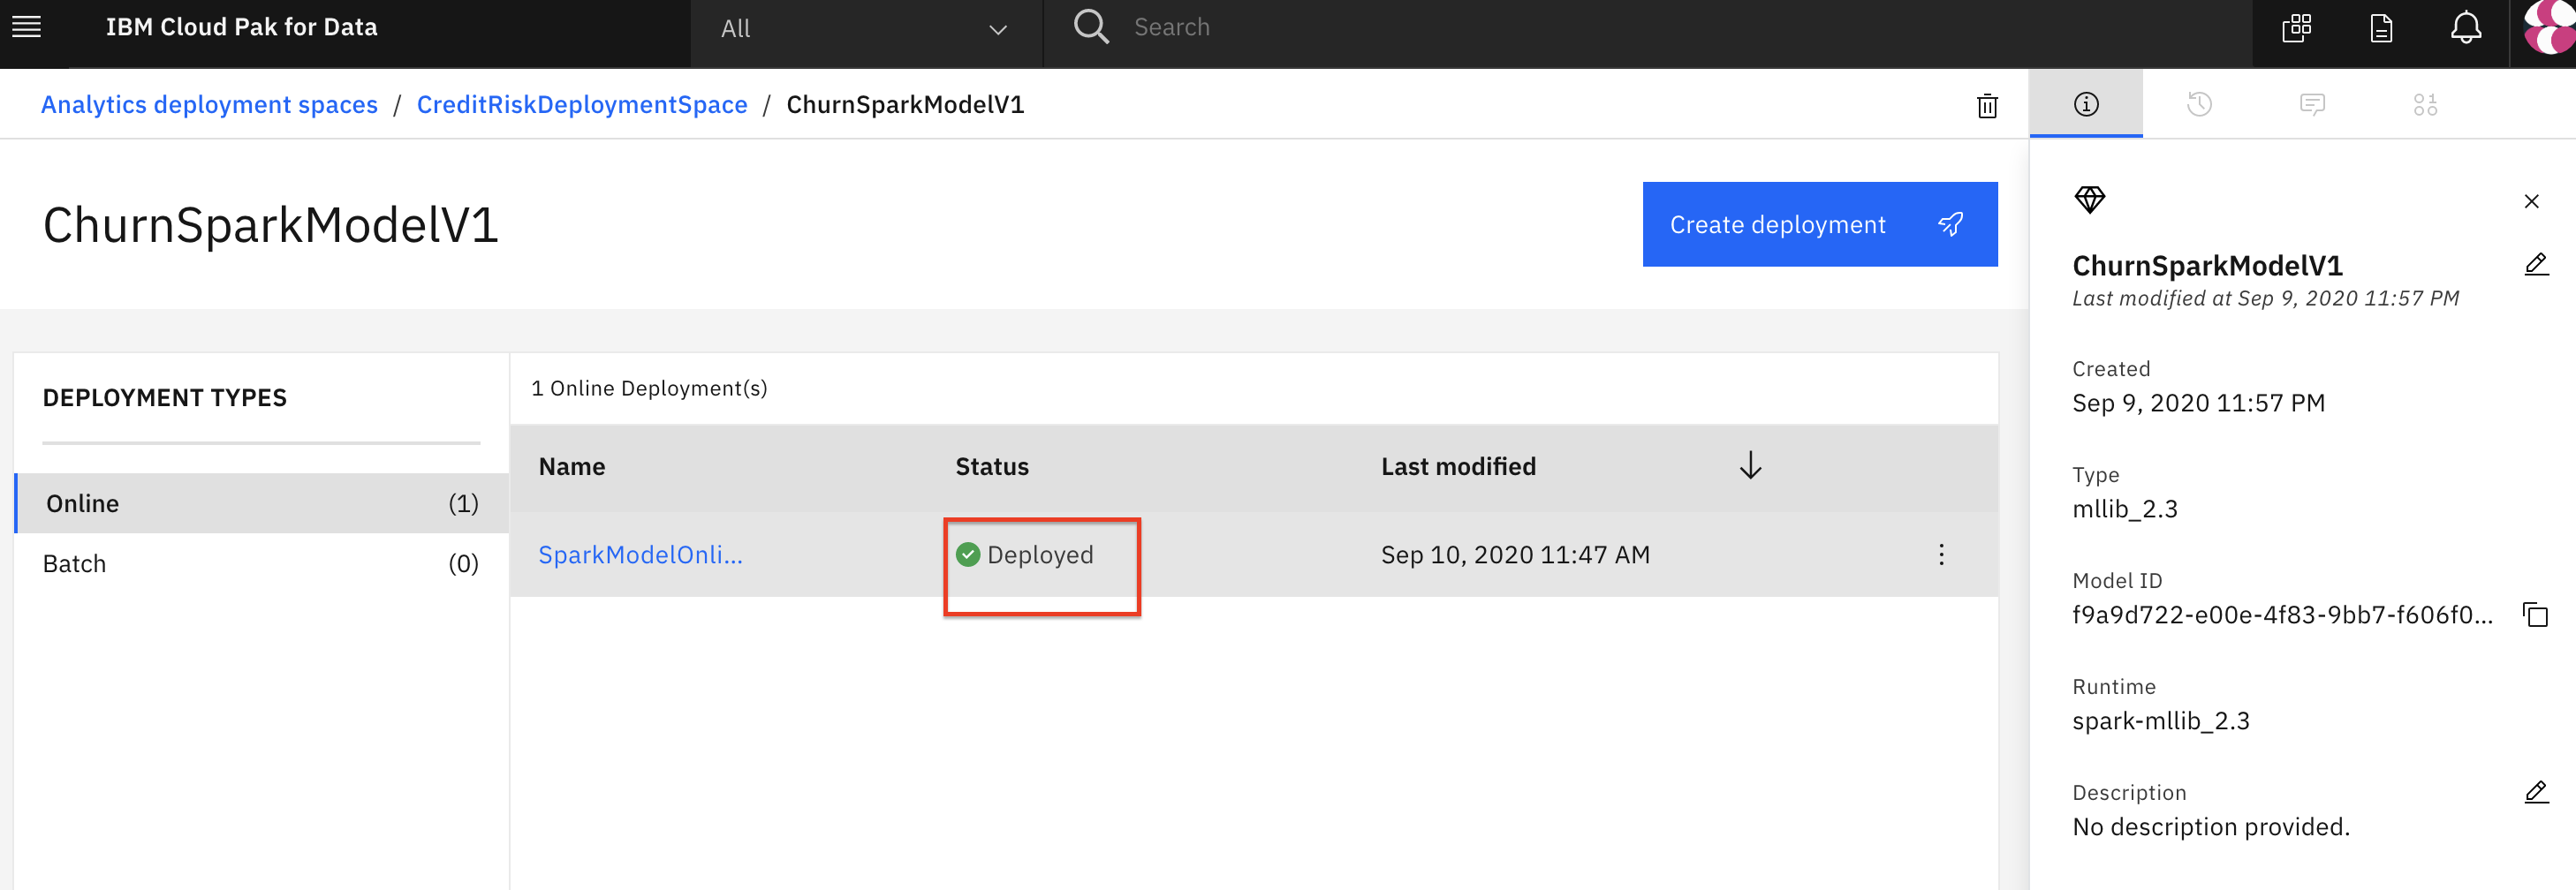 IBM Cloud Pak for Data
All
Search
Analytics deployment spaces / CreditRiskDeploymentSpace / ChurnSparkModelV1
ChurnSparkModelV1
Create deployment
DEPLOYMENT TYPES
Online (1)
Batch (0)
1 Online Deployment(s)
Name Status Last modified
SparkModelOnli... Deployed Sep 10, 2020 11:47 AM
ChurnSparkModelV1
Last modified at Sep 9, 2020 11:57 PM
Created
Sep 9, 2020 11:57 PM
Type
mllib_2.3
Model ID
f9a9d722-e00e-4f83-9bb7-f606f0...
Runtime
spark-mllib_2.3
Description
No description provided.